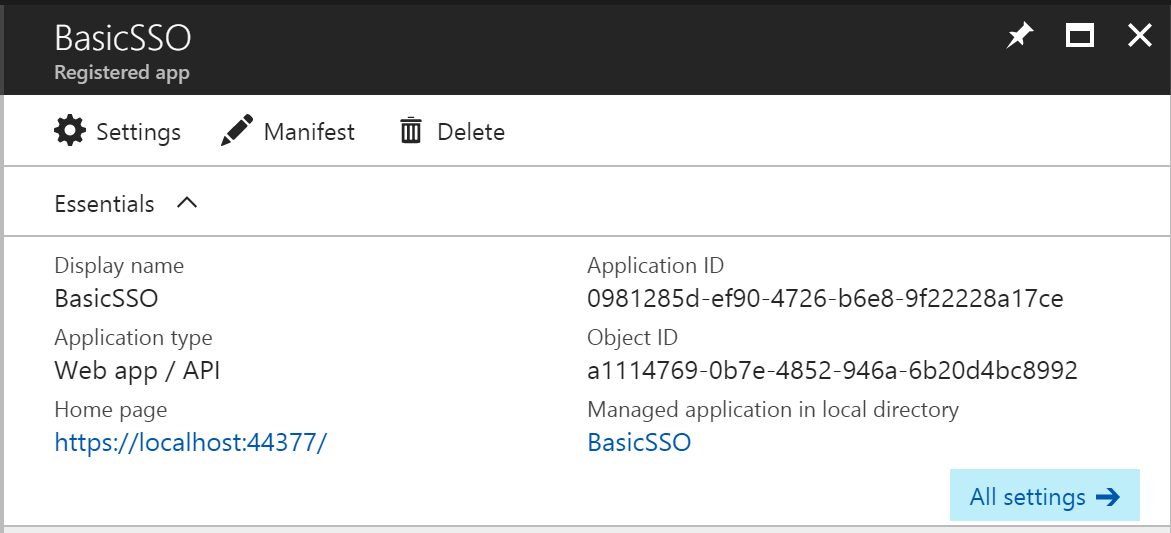 BasicSSO
Registered app
Settings
Manifest
Delete
Essentials
Display name
BasicSSO
Application type
Web app / API
Home page
https://localhost:44377/
Application ID
0981285d-ef90-4726-b6e8-9f22228a17ce
Object ID
a1114769-0b7e-4852-946a-6b20d4bc8992
Managed application in local directory
BasicSSO
All settings